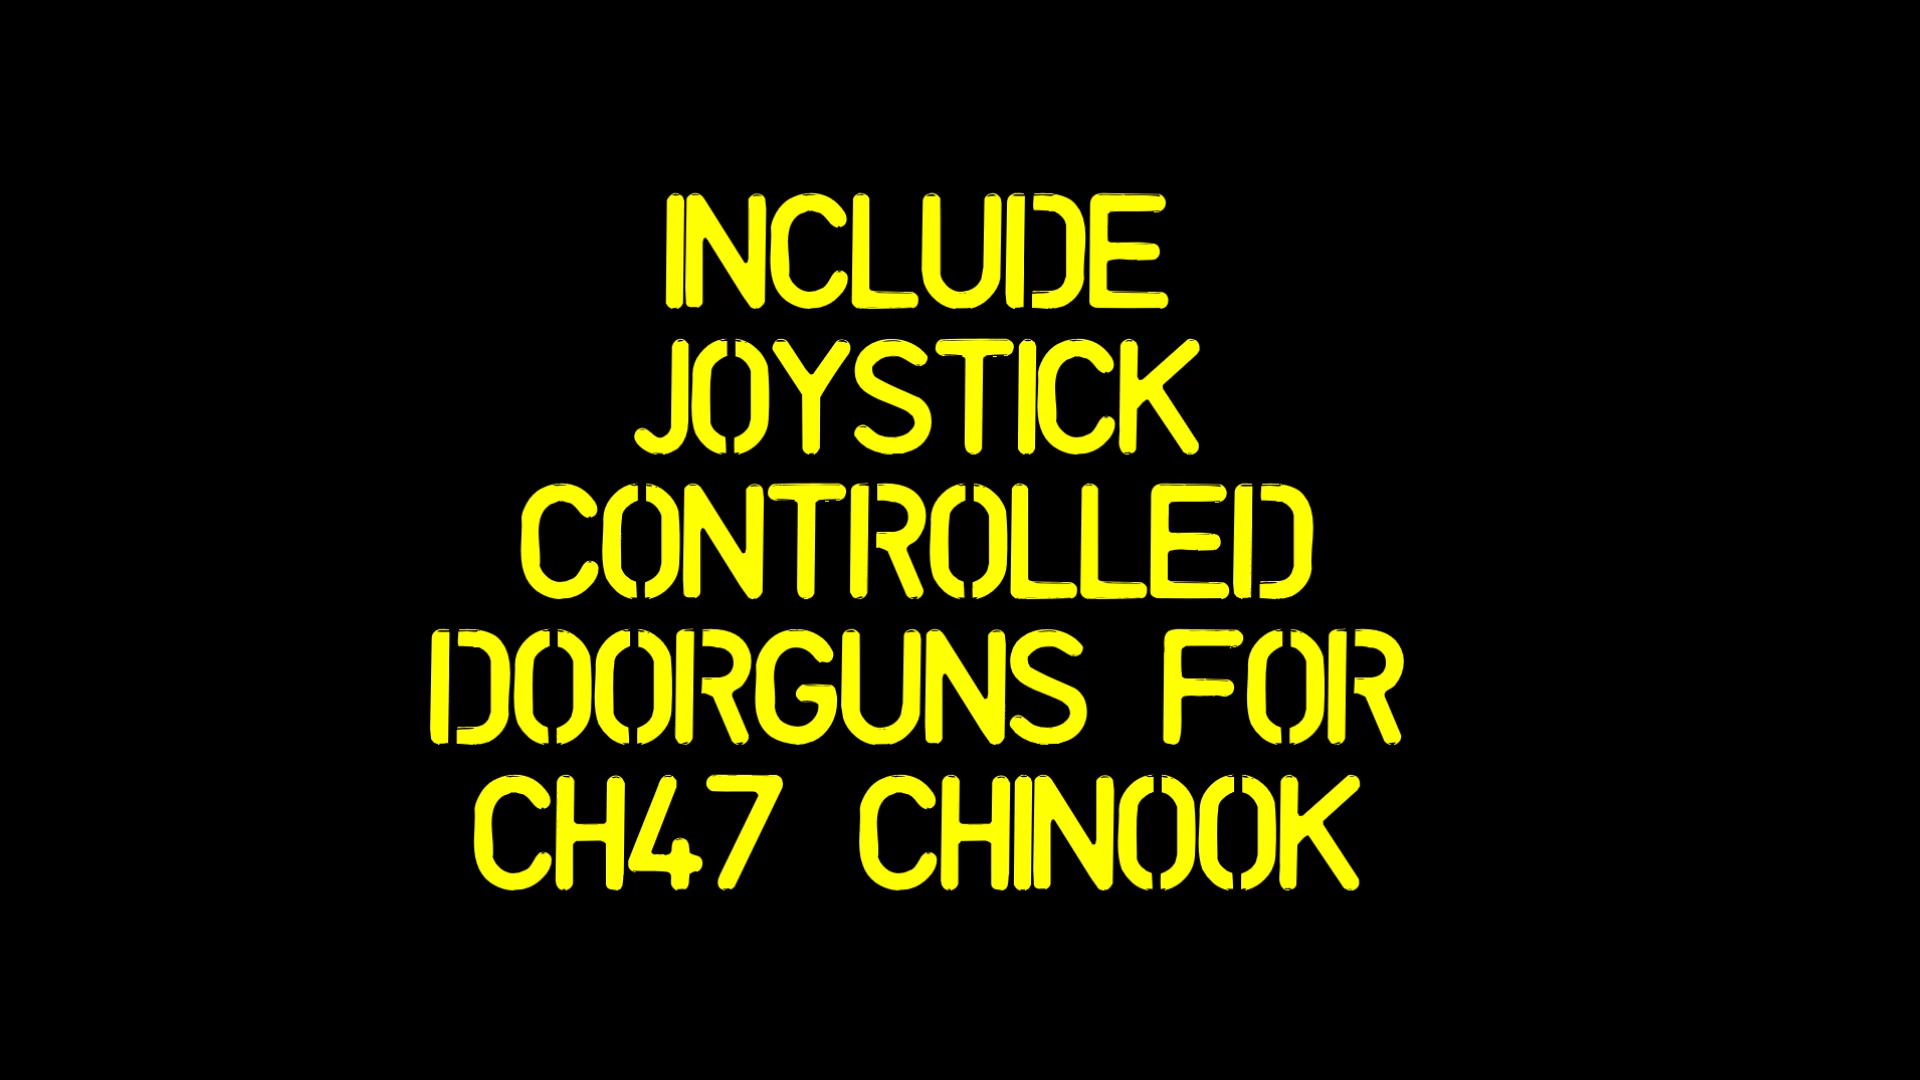 INCLUDE
JOYSTICK
CONTROLLED
DOORGUNS FOR
CH47 CHINOOK